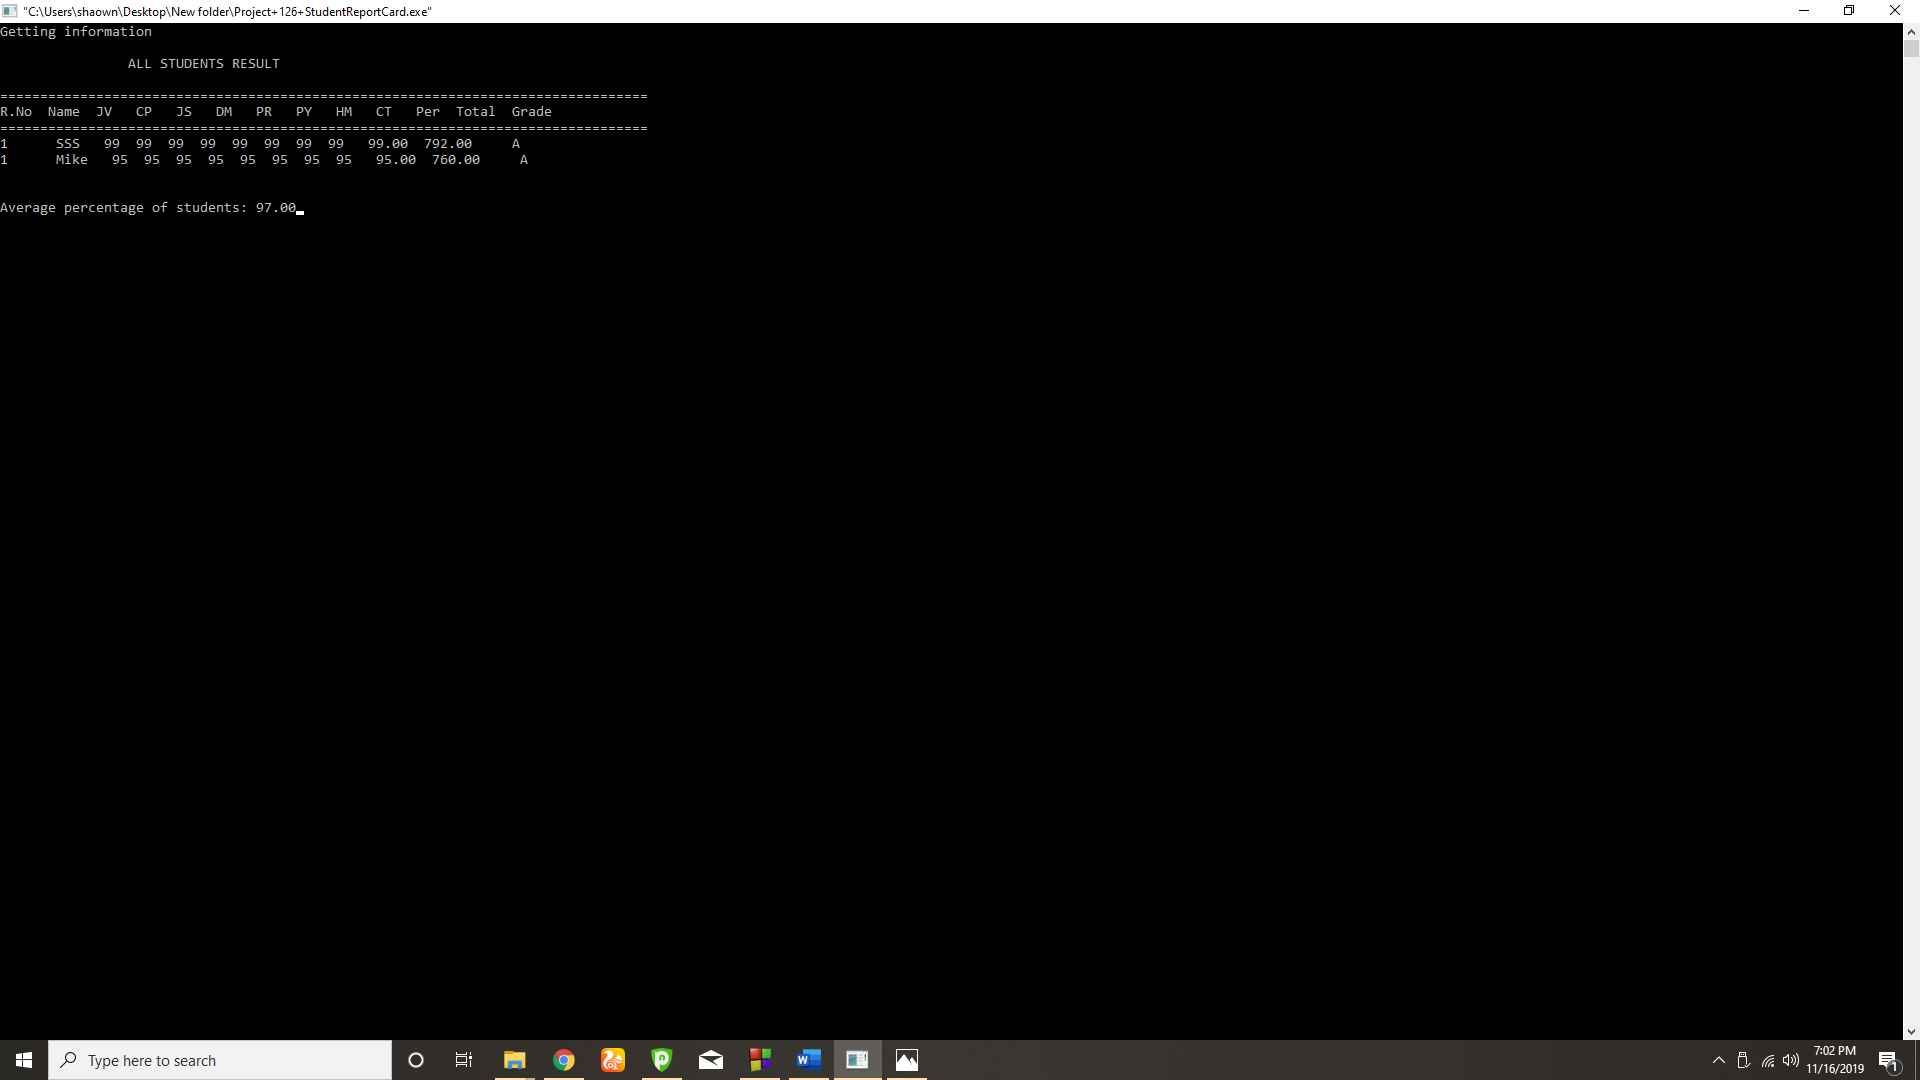 "C:\Users\shaown\Desktop\New folder\Project+126+StudentReportCard.exe"
Getting information
ALL STUDENTS RESULT
=================================================================================
R.No  Name  JV   CP   JS   DM   PR   PY   HM   CT   Per  Total  Grade
=================================================================================
1      SSS   99  99  99  99  99  99  99  99   99.00  792.00     A
1      Mike   95  95  95  95  95  95  95  95   95.00  760.00     A
Average percentage of students: 97.00
Type here to search
7:02 PM
11/16/2019
1